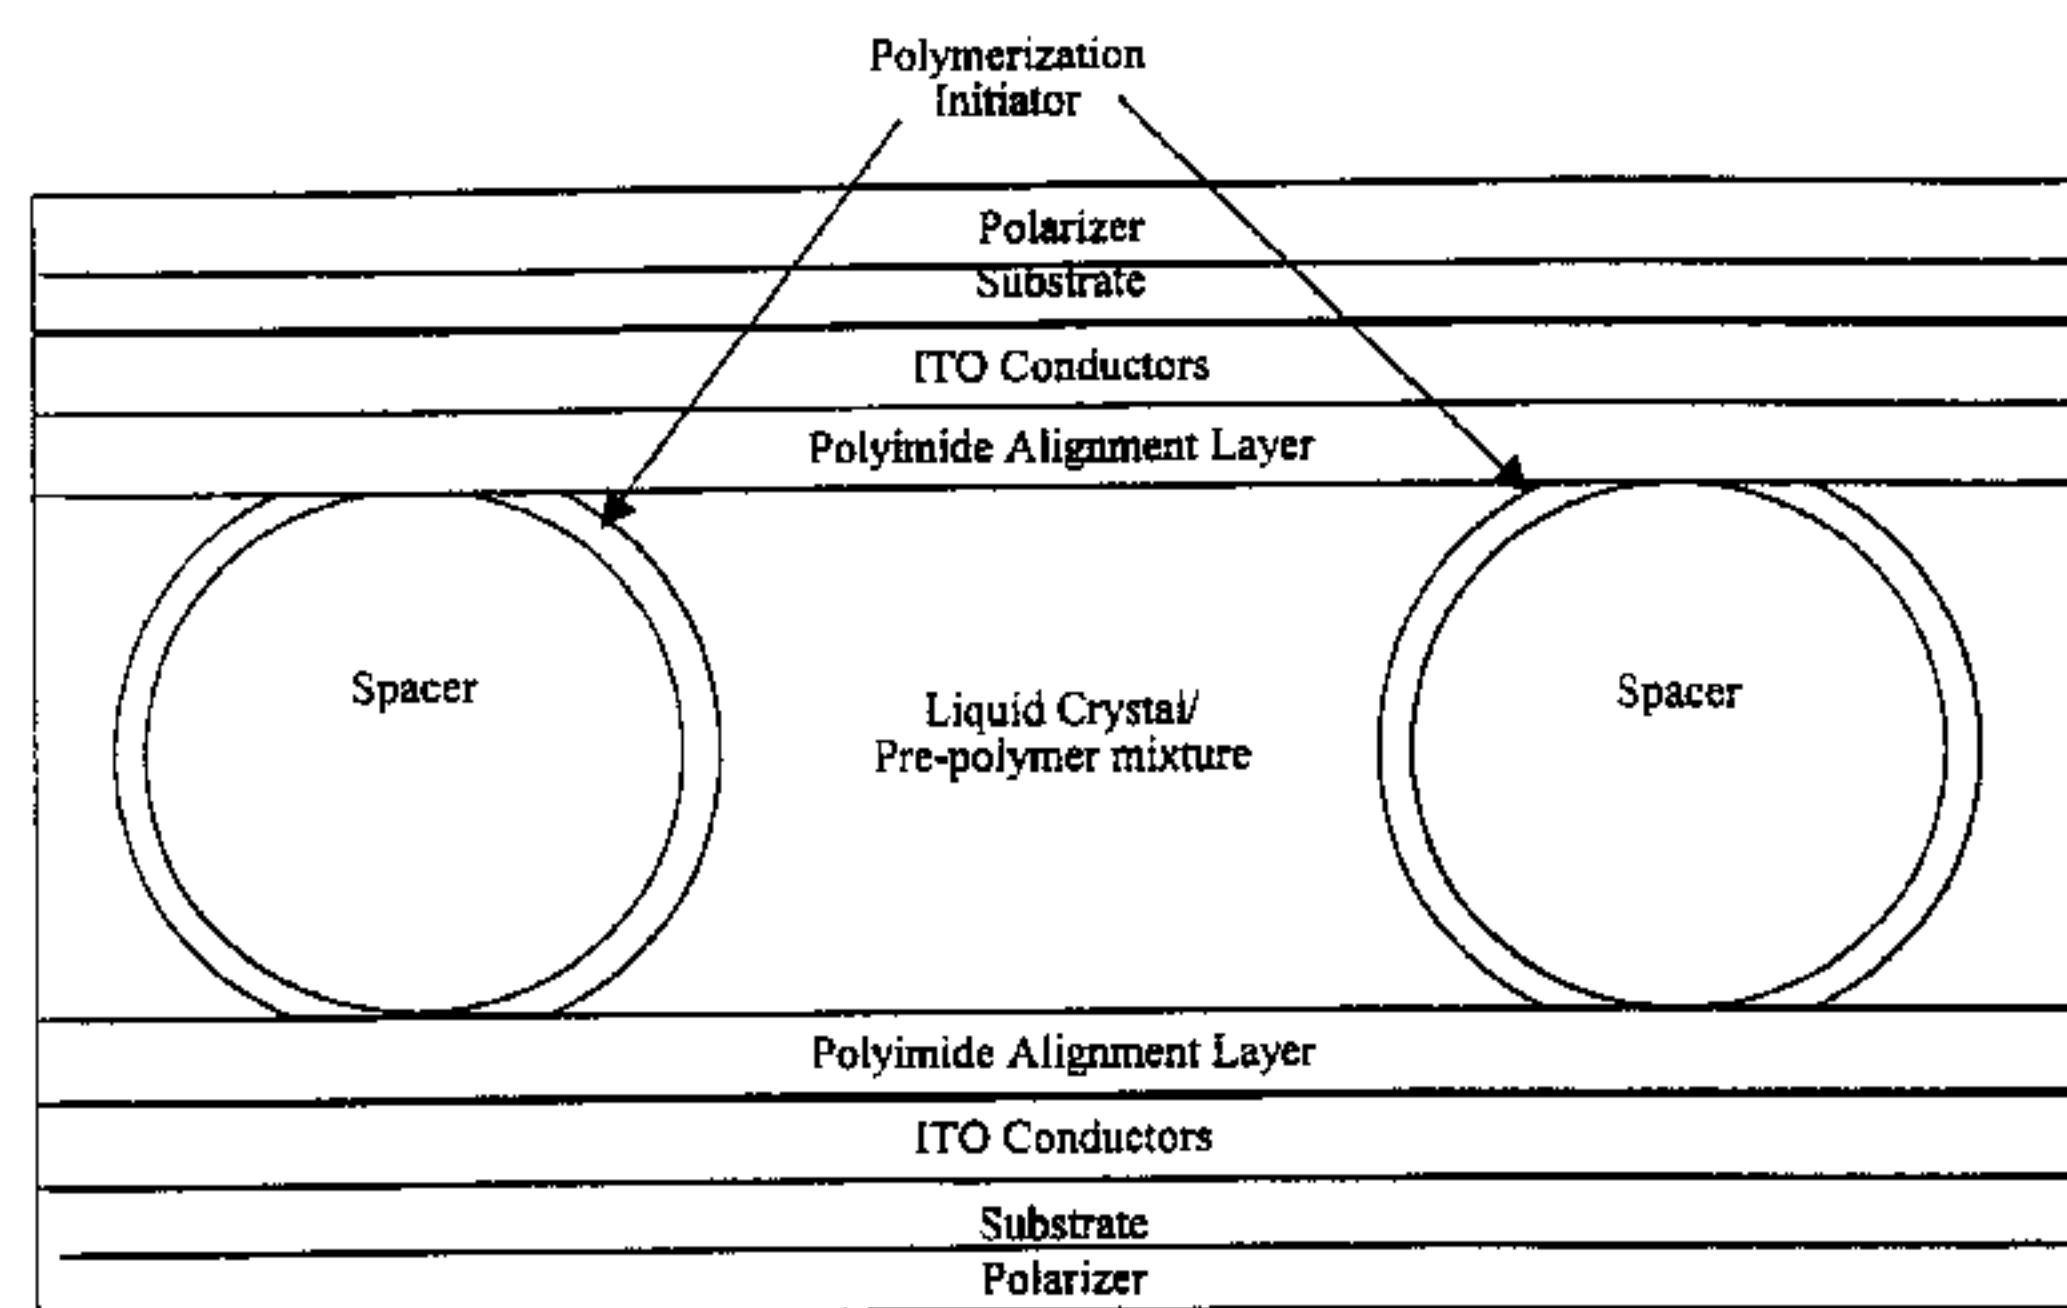 Polymerization
Initiator
Polarizer
Substrate
ITO Conductors
Polyimide Alignment Layer
Spacer
Spacer
Liquid Crystal/
Pre-polymer mixture
Polyimide Alignment Layer
ITO Conductors
Substrate
Polarizer